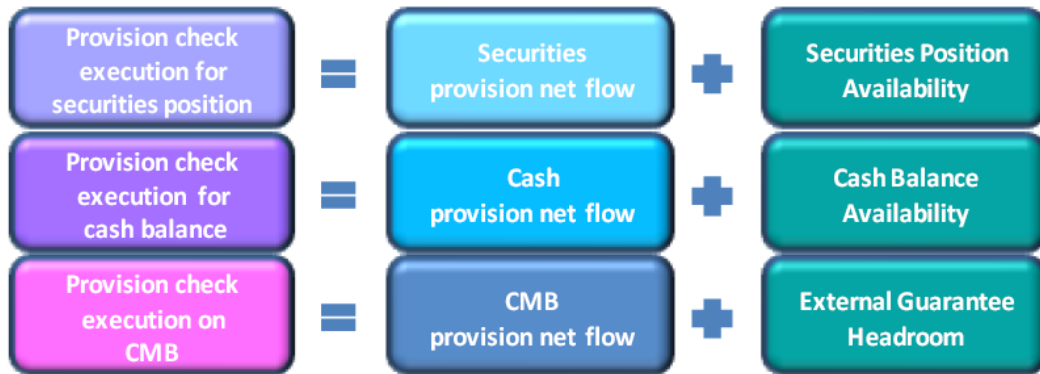 Provision check
execution for
securities position
=
Securities
provision net flow
+
Securities Position
Availability
Provision check
execution for
cash balance
=
Cash
provision net flow
+
Cash Balance
Availability
Provision check
execution on
CMB
=
CMB
provision net flow
+
External Guarantee
Headroom